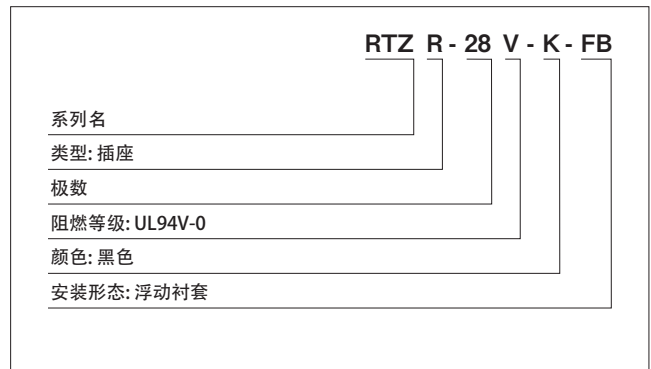 RTZ R - 28 V - K - FB
系列名
类型: 插座
极数
阻燃等级: UL94V-0
颜色: 黑色
安装形态: 浮动衬套